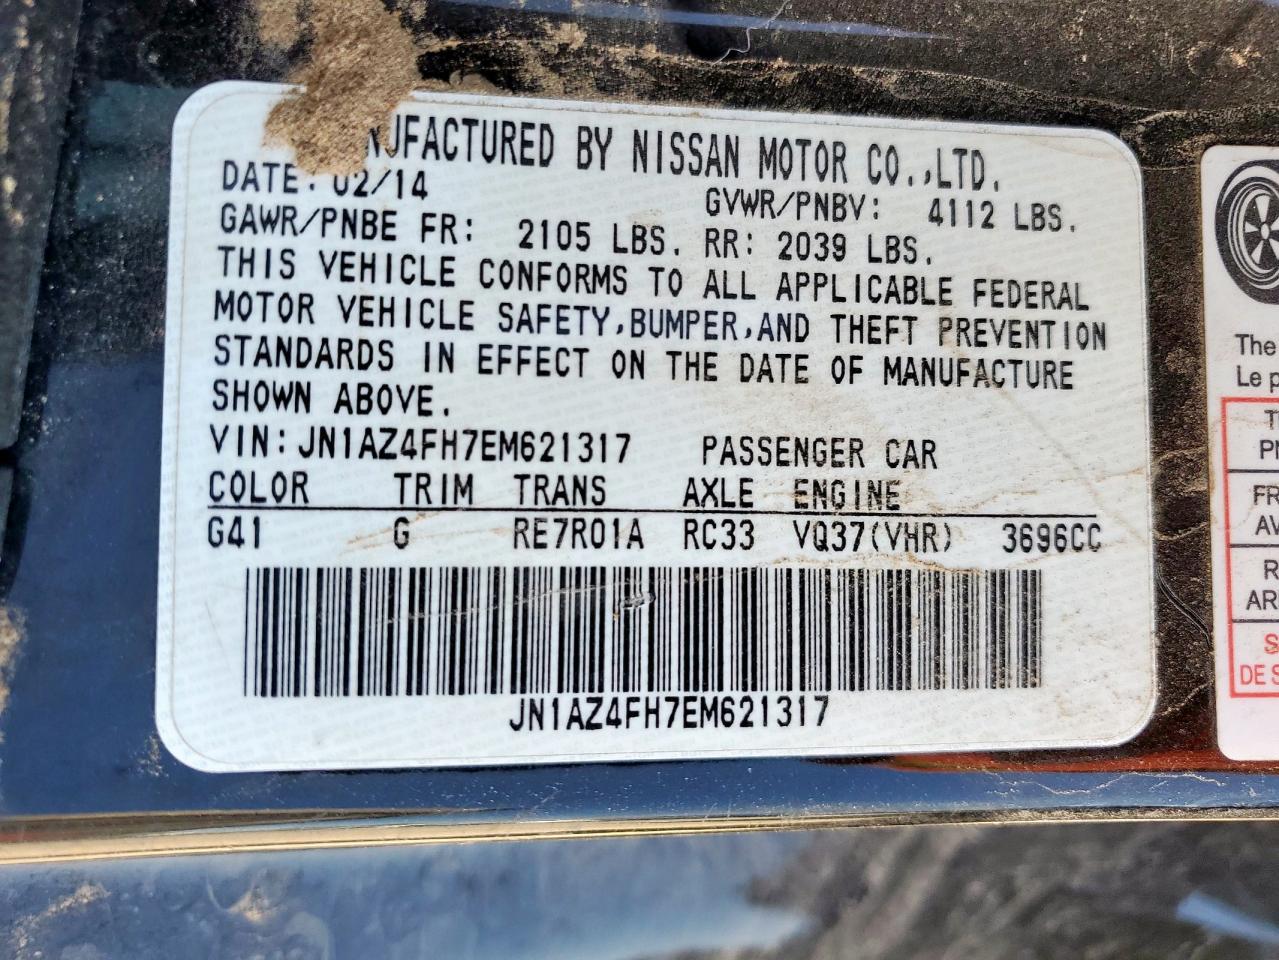 NUFACTURED BY NISSAN MOTOR CO.,LTD.
DATE: 02/14 GVWR/PNBV: 4112 LBS.
GAWR/PNBE FR: 2105 LBS. RR: 2039 LBS.
THIS VEHICLE CONFORMS TO ALL APPLICABLE FEDERAL
MOTOR VEHICLE SAFETY,BUMPER,AND THEFT PREVENTION
STANDARDS IN EFFECT ON THE DATE OF MANUFACTURE
SHOWN ABOVE.
VIN: JN1AZ4FH7EM621317 PASSENGER CAR
COLOR TRIM TRANS AXLE ENGINE
G41 G RE7R01A RC33 VQ37(VHR) 3696CC
JN1AZ4FH7EM621317
The
Le p
T
PN
FR
AV
R
AR
S
DE S